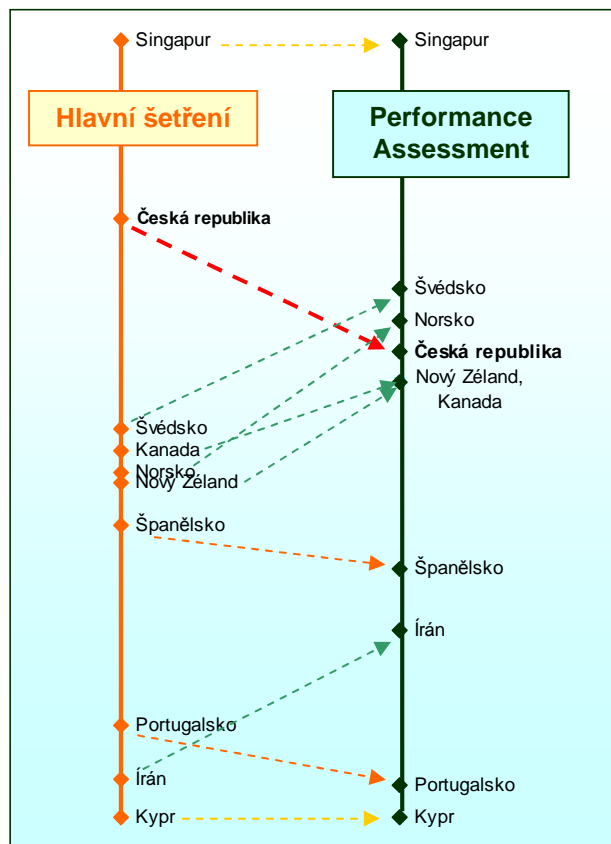 Singapur
Singapur
Hlavní šetření
Performance
Assessment
Česká republika
Švédsko
Norsko
Česká republika
Nový Zéland,
Kanada
Švédsko
Kanada
Norsko
Nový Zéland
Španělsko
Španělsko
Írán
Portugalsko
Írán
Portugalsko
Kypr
Kypr